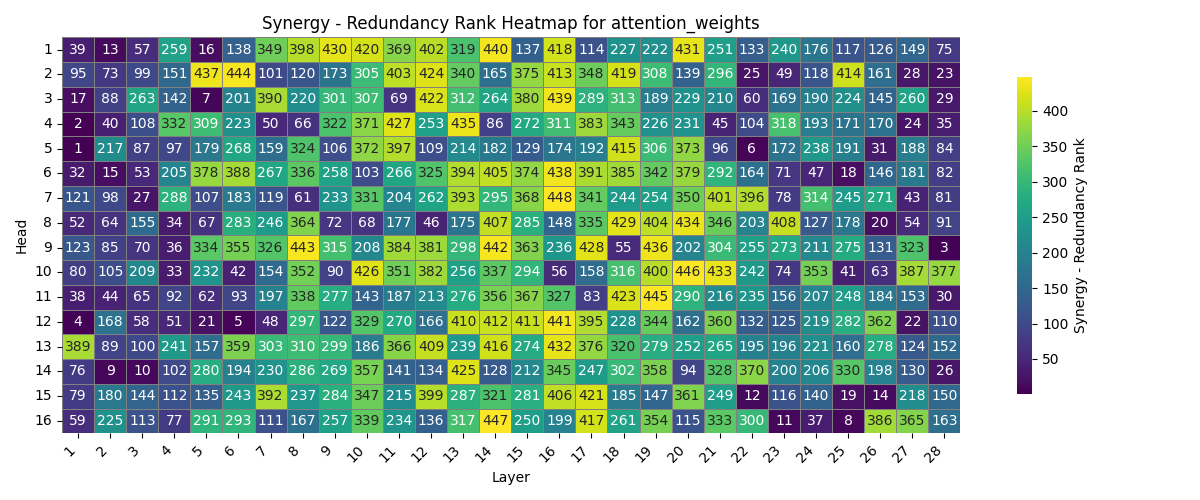 Synergy - Redundancy Rank Heatmap for attention_weights
1 39 13 57 259 16 138 349 398 430 420 369 402 319 440 137 418 114 227 222 431 251 133 240 176 117 126 149 75
2 95 73 99 151 437 444 101 120 173 305 403 424 340 165 375 413 348 419 308 139 296 25 49 118 414 161 28 23
3 17 88 263 142 7 201 390 220 301 307 69 422 312 264 380 439 289 313 189 229 210 60 169 190 224 145 260 29
4 2 40 108 332 309 223 50 66 322 371 427 253 435 86 272 311 383 343 226 231 45 104 318 193 171 170 24 35
5 1 217 87 97 179 268 159 324 106 372 397 109 214 182 129 174 192 415 306 373 96 6 172 238 191 31 188 84
6 32 15 53 205 378 388 267 336 258 103 266 325 394 405 374 438 391 385 342 379 292 164 71 47 18 146 181 82
7 121 98 27 288 107 183 119 61 233 331 204 262 393 295 368 448 341 244 254 350 401 396 78 314 245 271 43 81
8 52 64 155 34 67 283 246 364 72 68 177 46 175 407 285 148 335 429 404 434 346 203 408 127 178 20 54 91
9 123 85 70 36 334 355 326 443 315 208 384 381 298 442 363 236 428 55 436 202 304 255 273 211 275 131 323 3
10 80 105 209 33 232 42 154 352 90 426 351 382 256 337 294 56 158 316 400 446 433 242 74 353 41 63 387 377
11 38 44 65 92 62 93 197 338 277 143 187 213 276 356 367 327 83 423 445 290 216 235 156 207 248 184 153 30
12 4 168 58 51 21 5 48 297 122 329 270 166 410 412 411 441 395 228 344 162 360 132 125 219 282 362 22 110
13 389 89 100 241 157 359 303 310 299 186 366 409 239 416 274 432 376 320 279 252 265 195 196 221 160 278 124 152
14 76 9 10 102 280 194 230 286 269 357 141 134 425 128 212 345 247 302 358 94 328 370 200 206 330 198 130 26
15 79 180 144 112 135 243 392 237 284 347 215 399 287 321 281 406 421 185 147 361 249 12 116 140 19 14 218 150
16 59 225 113 77 291 293 111 167 257 339 234 136 317 447 250 199 417 261 354 115 333 300 11 37 8 386 365 163
1 2 3 4 5 6 7 8 9 10 11 12 13 14 15 16 17 18 19 20 21 22 23 24 25 26 27 28
Layer
Head
400
350
300
250
200
150
100
50
Synergy - Redundancy Rank